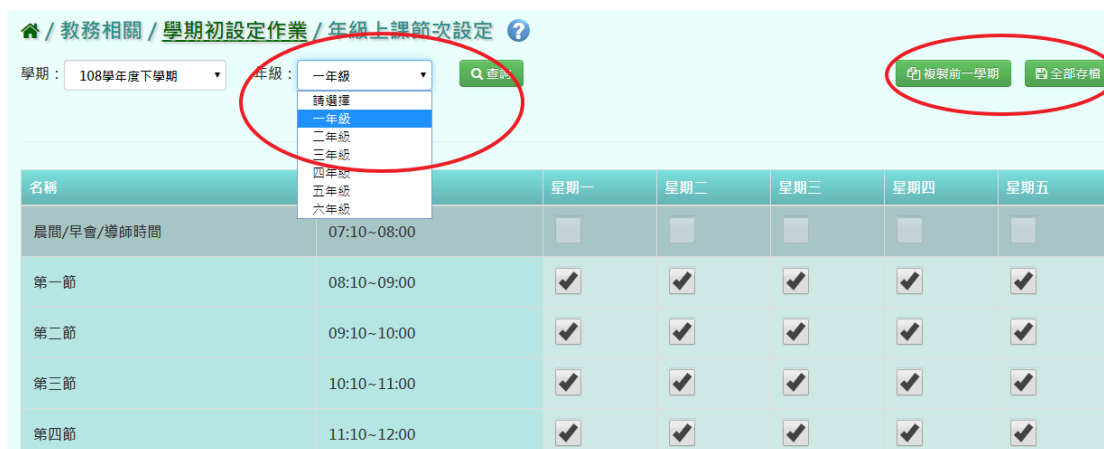 / 教務相關 / 學期初設定作業 / 年級上課節次設定 ?
學期： 108學年度下學期 年級： 一年級 查詢 複製前一學期 全部存檔
請選擇
一年級
二年級
三年級
四年級
五年級
六年級
名稱 星期一 星期二 星期三 星期四 星期五
晨間/早會/導師時間 07:10~08:00
第一節 08:10~09:00
第二節 09:10~10:00
第三節 10:10~11:00
第四節 11:10~12:00